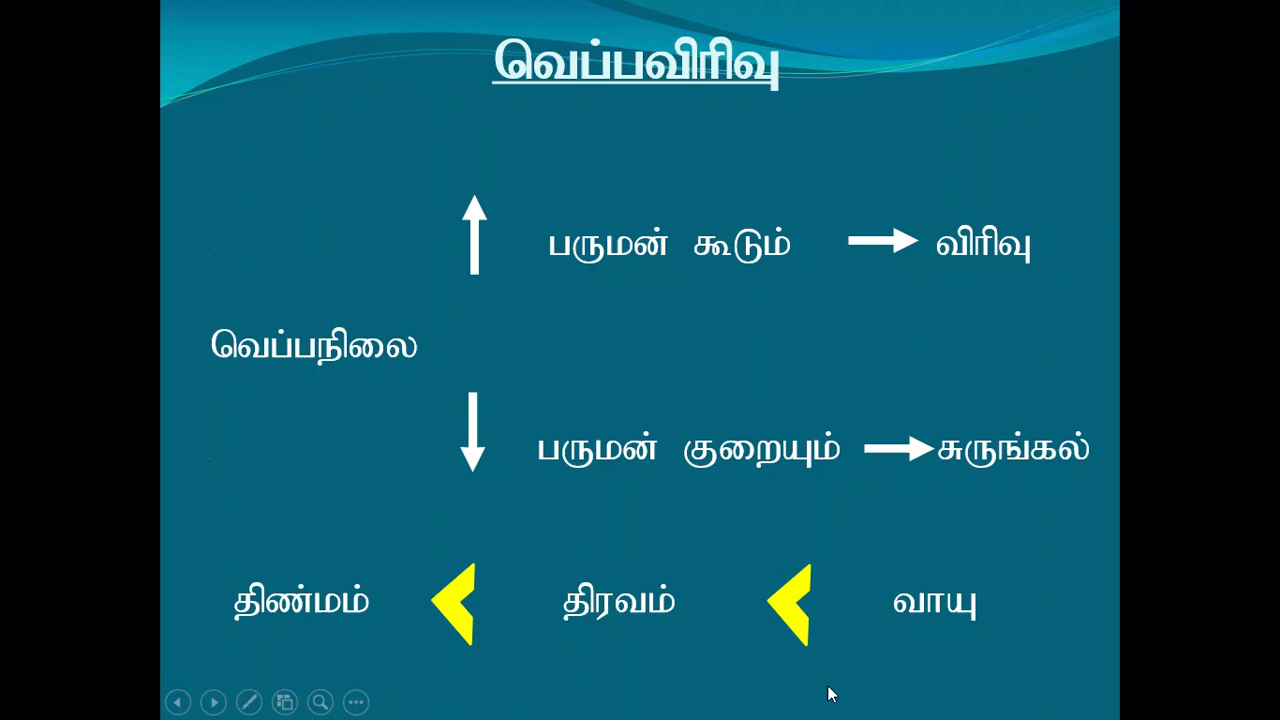 வெப்பவிரிவு
பருமன் கூடும் விரிவு
வெப்பநிலை
பருமன் குறையும் சுருங்கல்
திண்மம் திரவம் வாயு